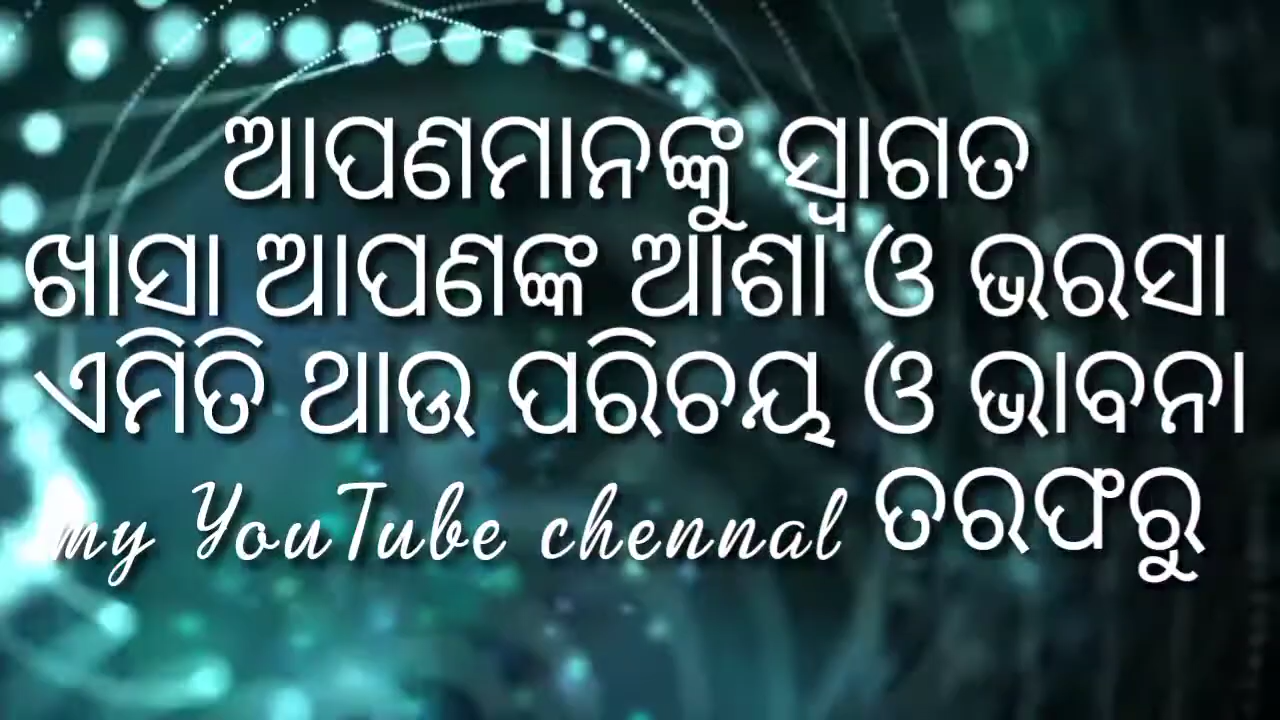 ଆପଣମାନଙ୍କୁ ସ୍ବାଗତ
ଖାସା ଆପଣଙ୍କ ଆଶା ଓ ଭରସା
ଏମିତି ଥାଉ ପରିଚୟ ଓ ଭାବନା
my YouTube chennal ତରଫରୁ